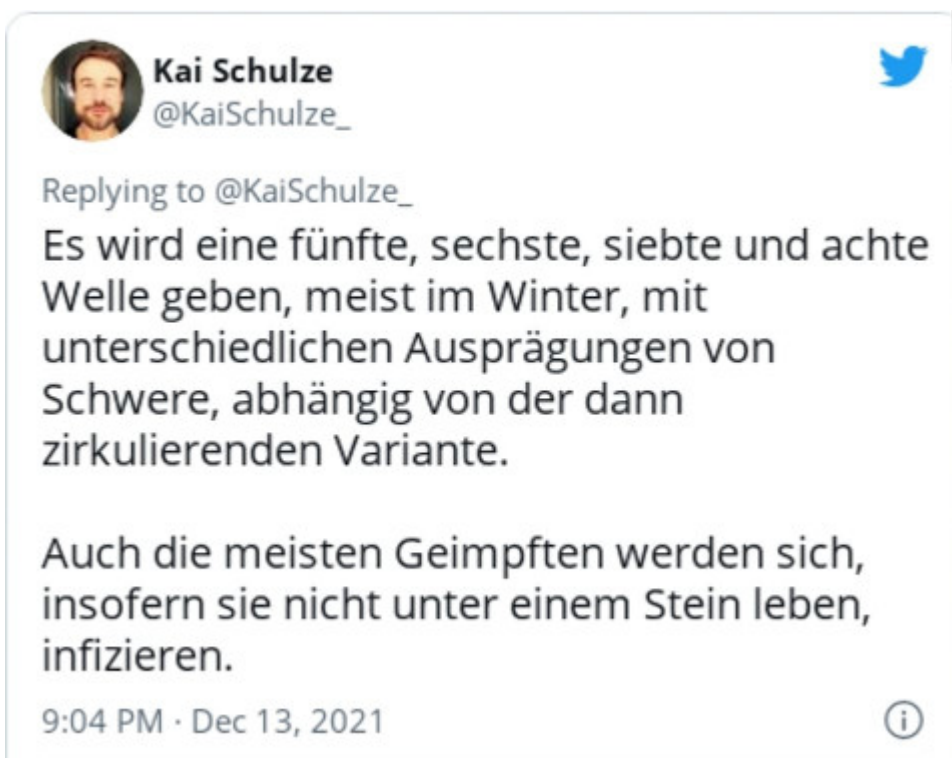 Kai Schulze
@KaiSchulze_
Replying to @KaiSchulze_
Es wird eine fünfte, sechste, siebte und achte
Welle geben, meist im Winter, mit
unterschiedlichen Ausprägungen von
Schwere, abhängig von der dann
zirkulierenden Variante.
Auch die meisten Geimpften werden sich,
insofern sie nicht unter einem Stein leben,
infizieren.
9:04 PM · Dec 13, 2021